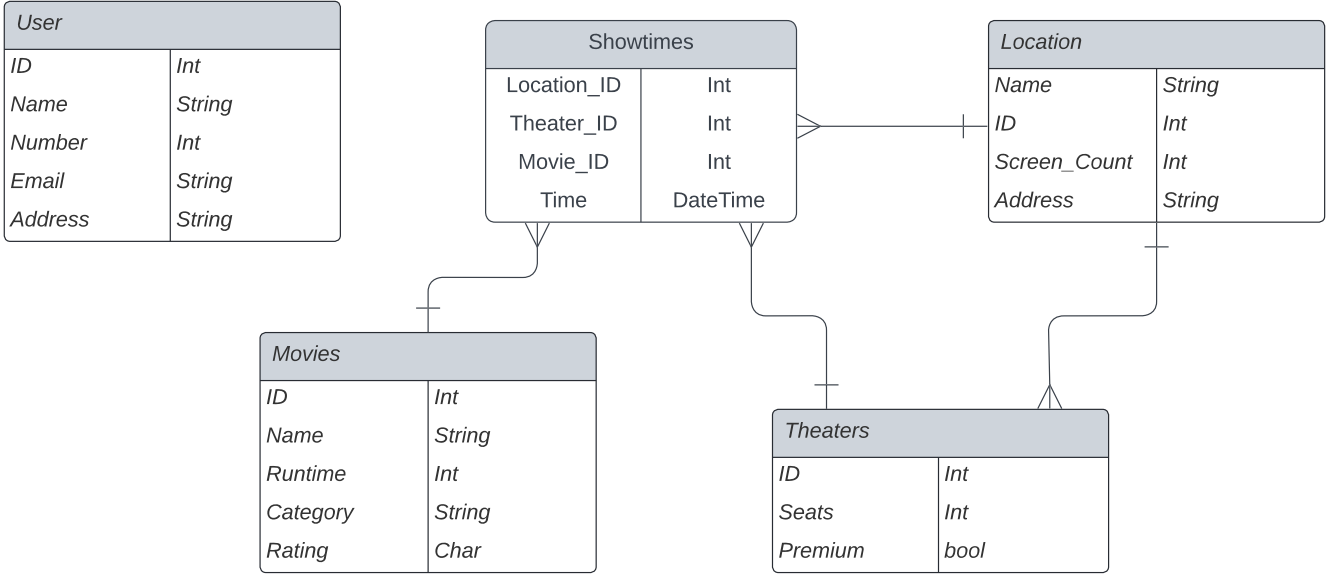 User
ID Int
Name String
Number Int
Email String
Address String
Showtimes
Location_ID Int
Theater_ID Int
Movie_ID Int
Time DateTime
Location
Name String
ID Int
Screen_Count Int
Address String
Movies
ID Int
Name String
Runtime Int
Category String
Rating Char
Theaters
ID Int
Seats Int
Premium bool